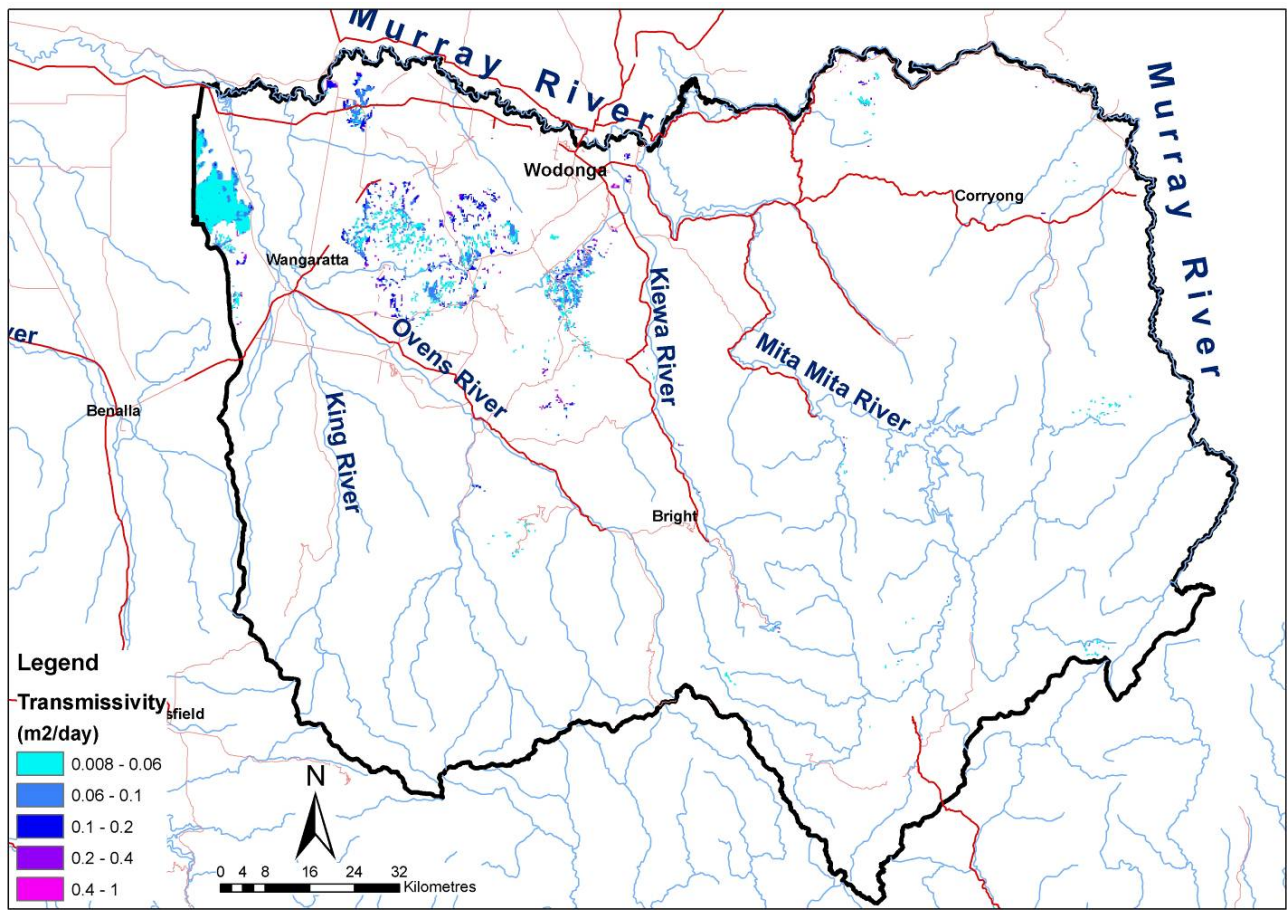 Murray River
Murray River
Wodonga
Corryong
Wangaratta
Kiewa River
Ovens River
Mita Mita River
ver
Benalla
King River
Bright
Legend
Transmissivity
(m2/day)
sfield
0.008 - 0.06
0.06 - 0.1
0.1 - 0.2
0.2 - 0.4
0.4 - 1
N
0 4 8 16 24 32
Kilometres